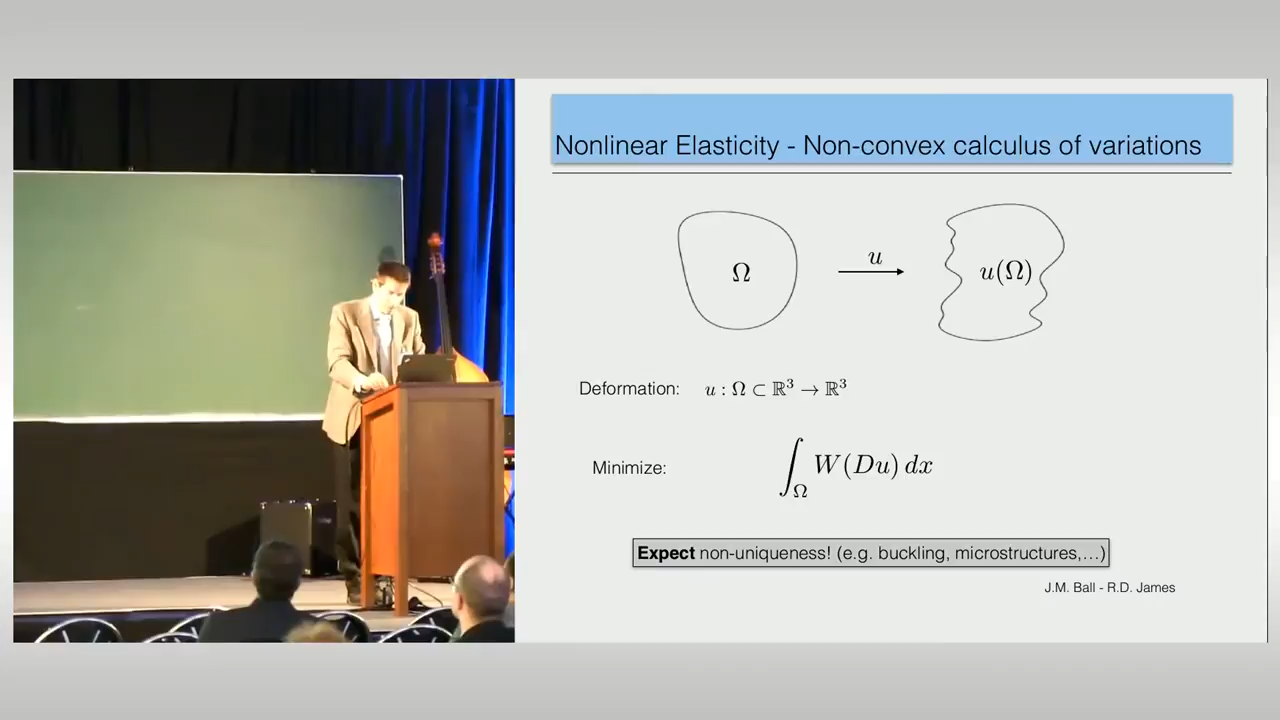 Nonlinear Elasticity - Non-convex calculus of variations
Ω
u
u(Ω)
Deformation: u : Ω ⊂ ℝ³ → ℝ³
Minimize: ∫_Ω W(Du) dx
Expect non-uniqueness! (e.g. buckling, microstructures,...)
J.M. Ball - R.D. James